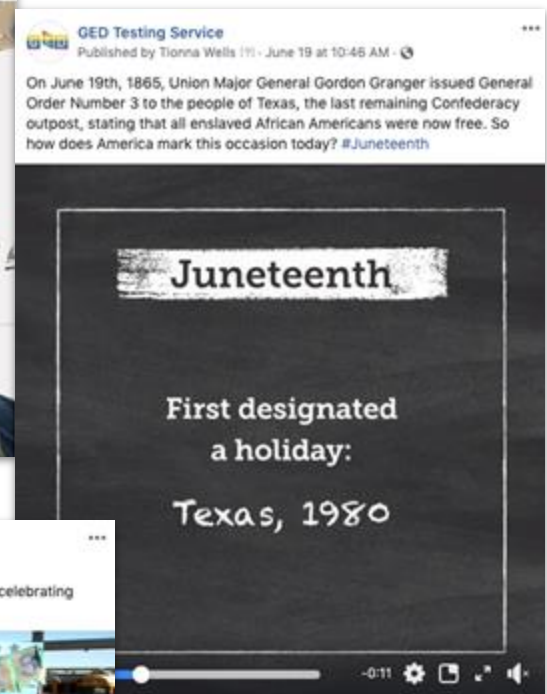 GED Testing Service
Published by Tionna Wells [?] · June 19 at 10:46 AM ·
On June 19th, 1865, Union Major General Gordon Granger issued General
Order Number 3 to the people of Texas, the last remaining Confederacy
outpost, stating that all enslaved African Americans were now free. So
how does America mark this occasion today? #Juneteenth
Juneteenth
First designated
a holiday:
Texas, 1980
celebrating
-0:11